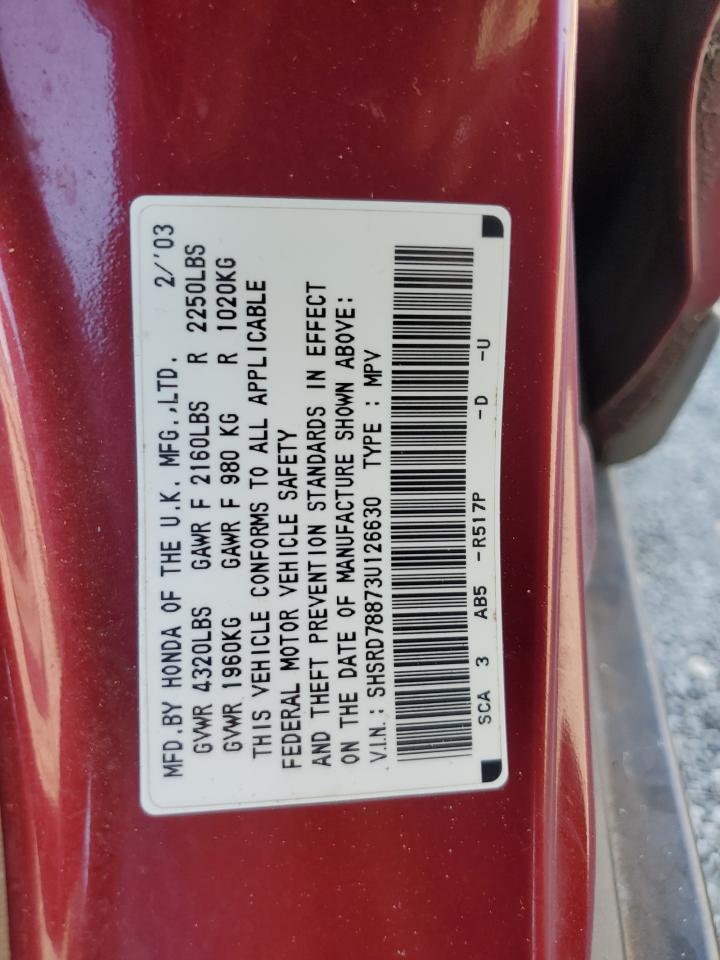 MFD.BY HONDA OF THE U.K. MFG.,LTD. 2/'03
GVWR 4320LBS GAWR F 2160LBS R 2250LBS
GVWR 1960KG GAWR F 980 KG R 1020KG
THIS VEHICLE CONFORMS TO ALL APPLICABLE
FEDERAL MOTOR VEHICLE SAFETY
AND THEFT PREVENTION STANDARDS IN EFFECT
ON THE DATE OF MANUFACTURE SHOWN ABOVE:
V.I.N.: SHSRD78873U126630 TYPE : MPV
SCA 3 AB5 -R517P -D -U